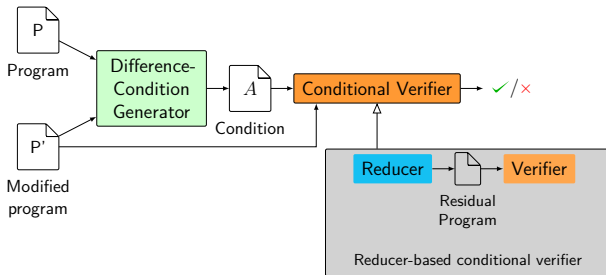 P
Program
Difference-
Condition
Generator
A
Condition
Conditional Verifier
✓/×
P'
Modified
program
Reducer
Verifier
Residual
Program
Reducer-based conditional verifier